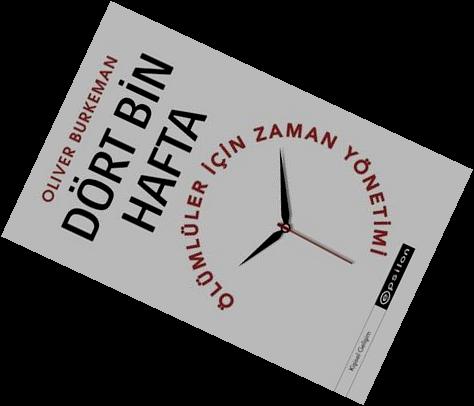 OLIVER BURKEMAN
DÖRT BİN
HAFTA
ÖLÜMLÜLER İÇİN ZAMAN YÖNETİMİ
epsilon
Kişisel Gelişim